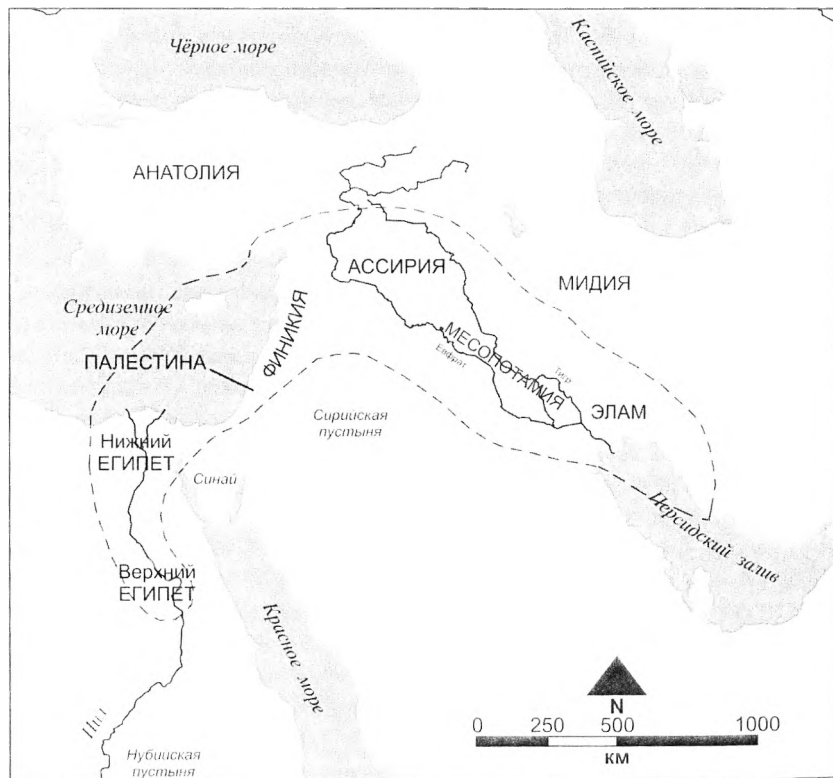 Чёрное море
Каспийское море
АНАТОЛИЯ
АССИРИЯ
МИДИЯ
Средиземное
море
ФИНИКИЯ
МЕСОПОТАМИЯ
Евфрат
Тигр
ПАЛЕСТИНА
ЭЛАМ
Сирийская
пустыня
Нижний
ЕГИПЕТ
Синай
Персидский залив
Верхний
ЕГИПЕТ
Красное море
Нил
Нубийская
пустыня
N
0 250 500 1000
км